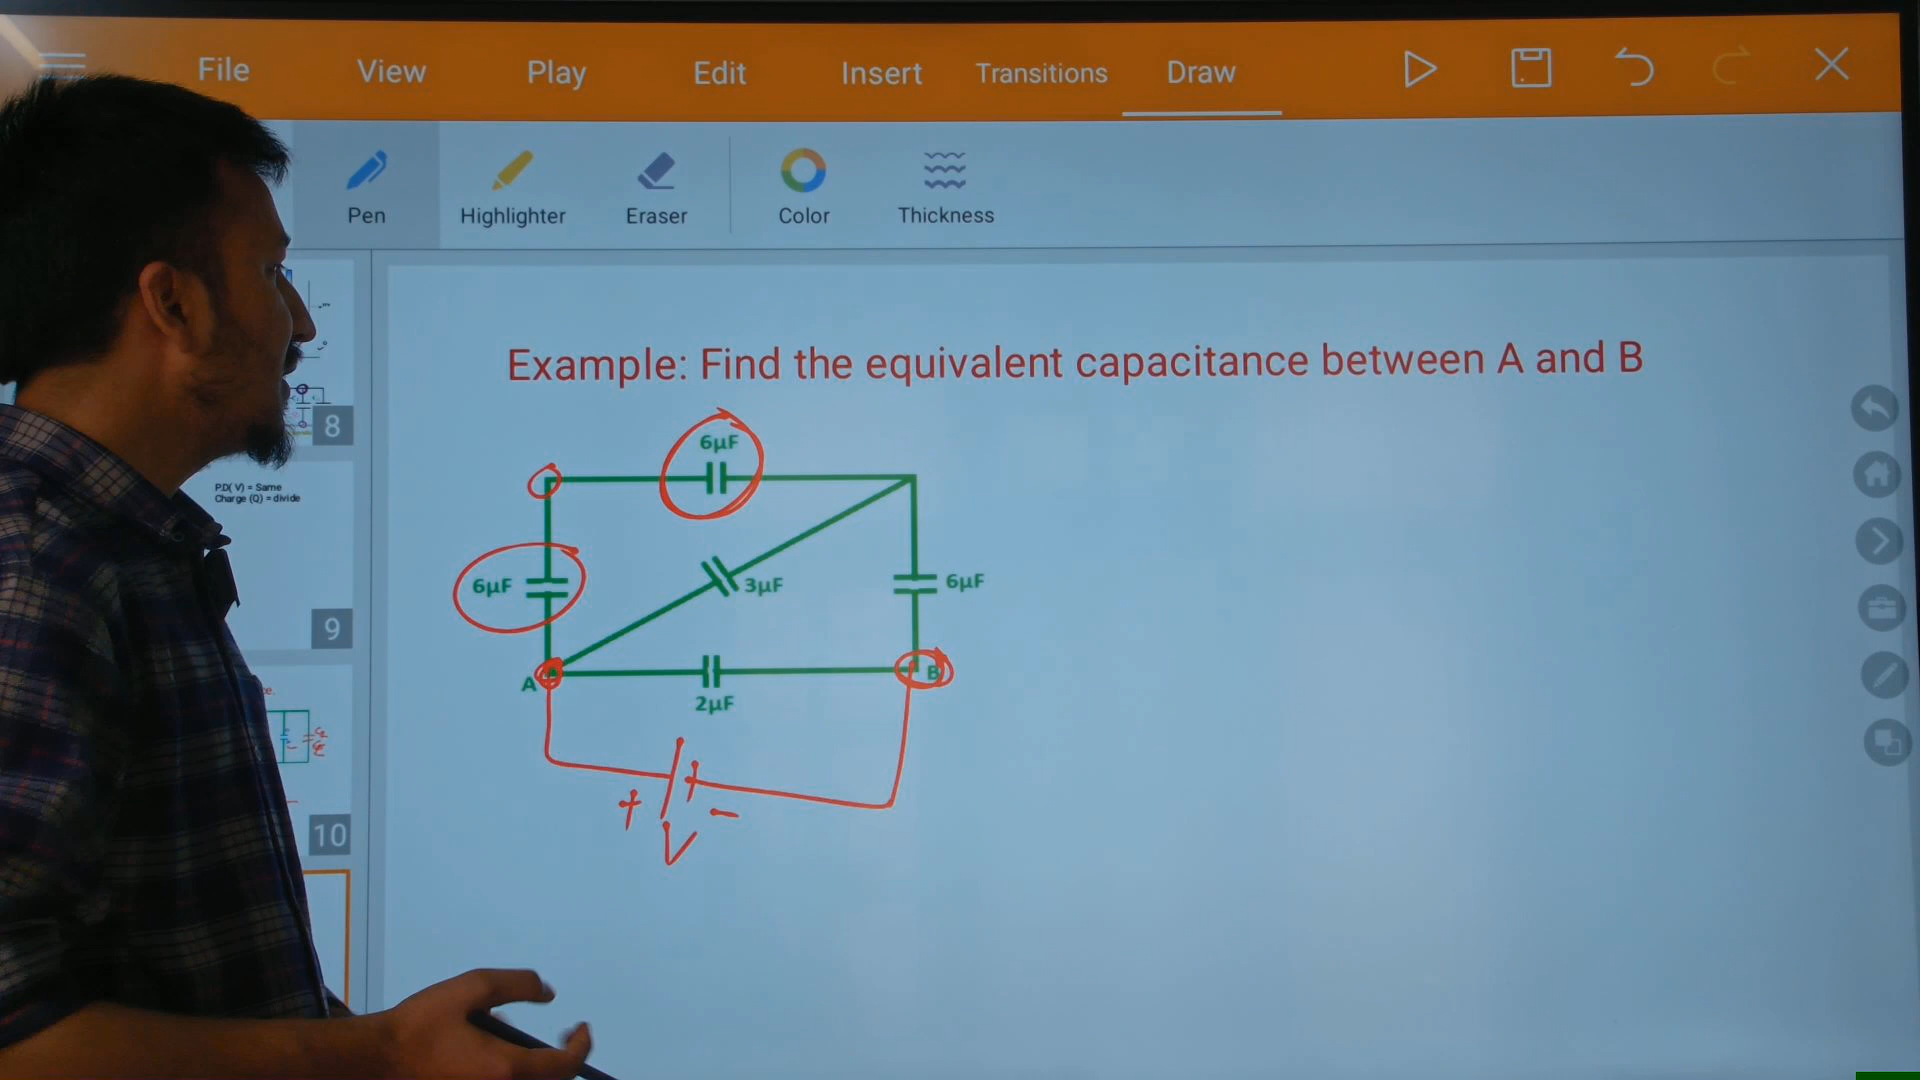 File View Play Edit Insert Transitions Draw
Pen Highlighter Eraser Color Thickness
8
PD( V) = Same
Charge (Q) = divide
9
10
Example: Find the equivalent capacitance between A and B
6µF
6µF
3µF
6µF
A
B
2µF
+ -
V